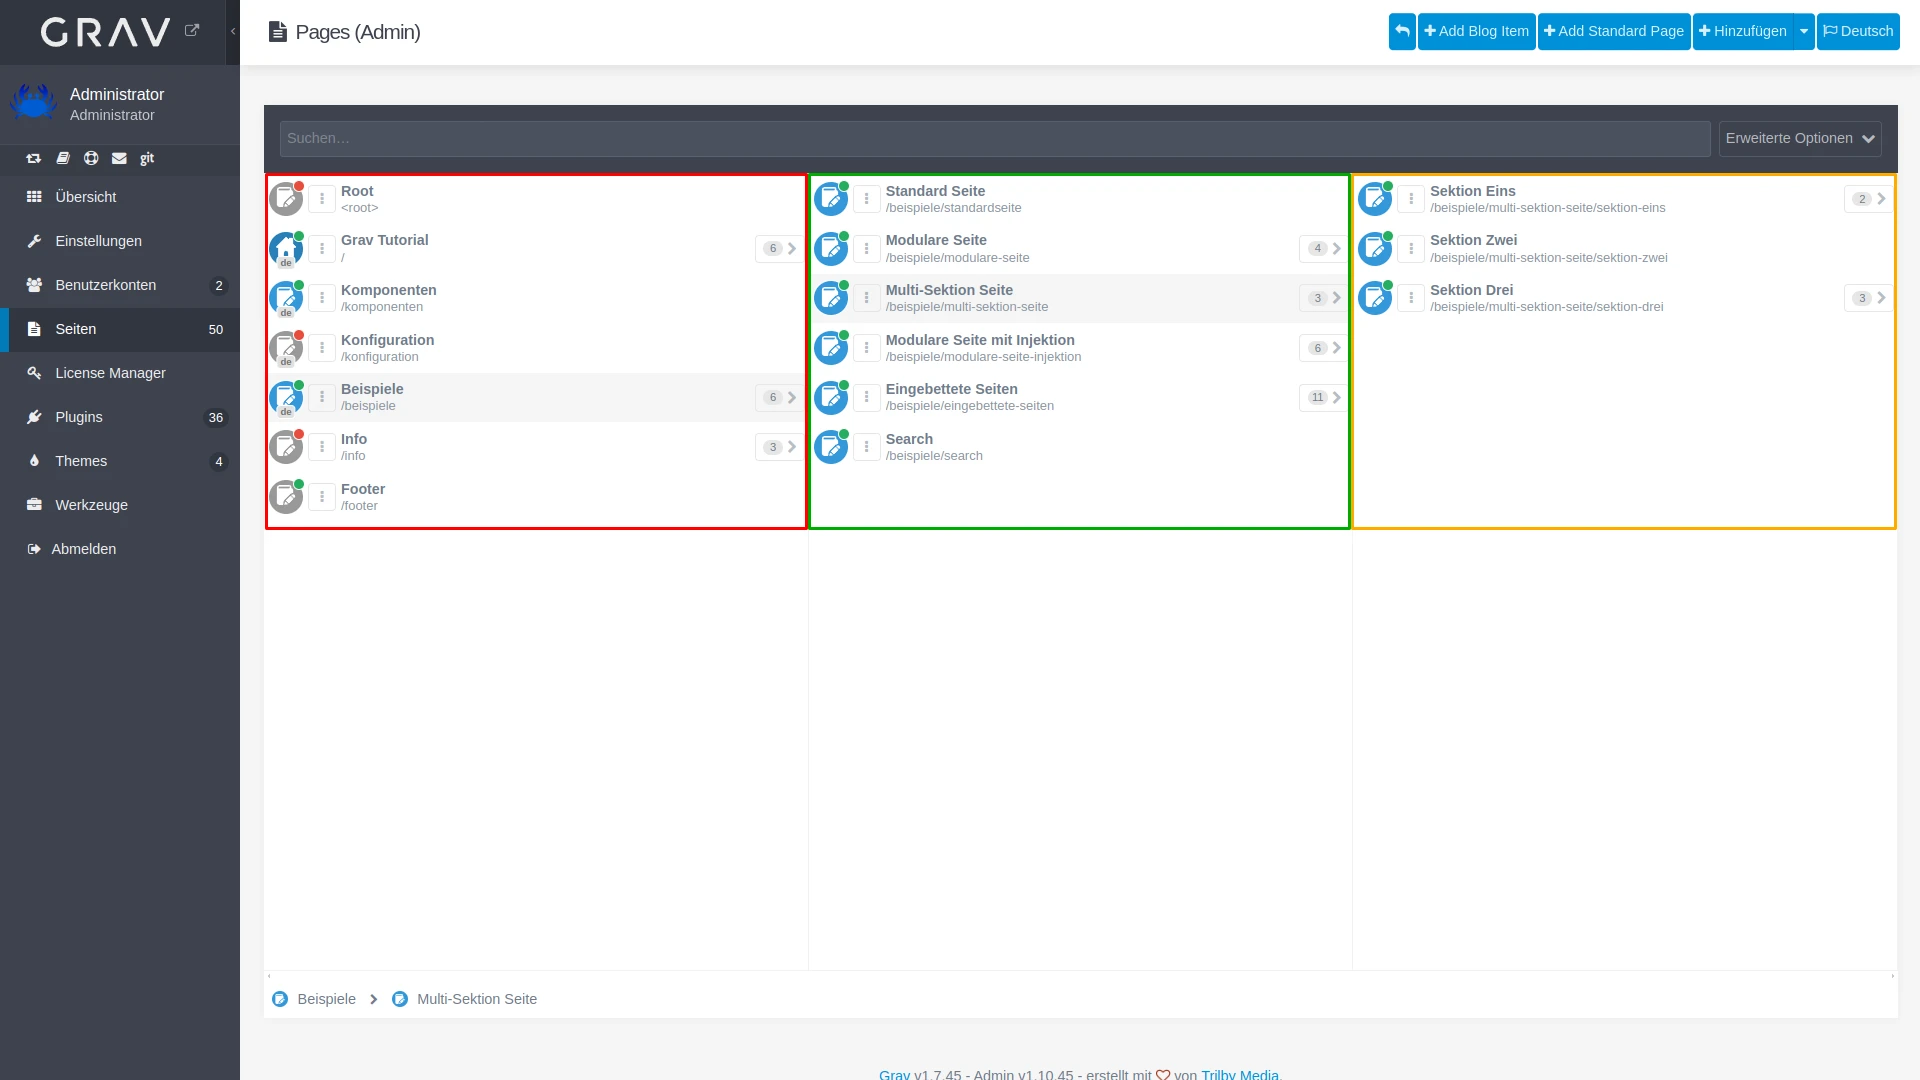 GRAV
Pages (Admin)
Add Blog Item
Add Standard Page
Hinzufügen
Deutsch
Administrator
Administrator
git
Übersicht
Einstellungen
Benutzerkonten 2
Seiten 50
License Manager
Plugins 36
Themes 4
Werkzeuge
Abmelden
Suchen…
Erweiterte Optionen
Root
<root>
Grav Tutorial
/
6
de
Komponenten
/komponenten
de
Konfiguration
/konfiguration
de
Beispiele
/beispiele
6
de
Info
/info
3
Footer
/footer
Standard Seite
/beispiele/standardseite
Modulare Seite
/beispiele/modulare-seite
4
Multi-Sektion Seite
/beispiele/multi-sektion-seite
3
Modulare Seite mit Injektion
/beispiele/modulare-seite-injektion
6
Eingebettete Seiten
/beispiele/eingebettete-seiten
11
Search
/beispiele/search
Sektion Eins
/beispiele/multi-sektion-seite/sektion-eins
2
Sektion Zwei
/beispiele/multi-sektion-seite/sektion-zwei
Sektion Drei
/beispiele/multi-sektion-seite/sektion-drei
3
Beispiele
Multi-Sektion Seite
Grav v1.7.45 - Admin v1.10.45 - erstellt mit von Trilby Media.